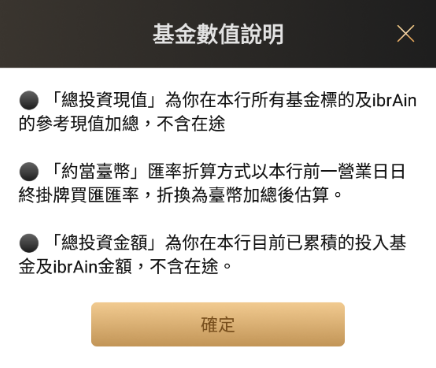 基金數值說明
「總投資現值」為你在本行所有基金標的及ibrAin
的參考現值加總，不含在途
「約當臺幣」匯率折算方式以本行前一營業日日
終掛牌買匯匯率，折換為臺幣加總後估算。
「總投資金額」為你在本行目前已累積的投入基
金及ibrAin金額，不含在途。
確定